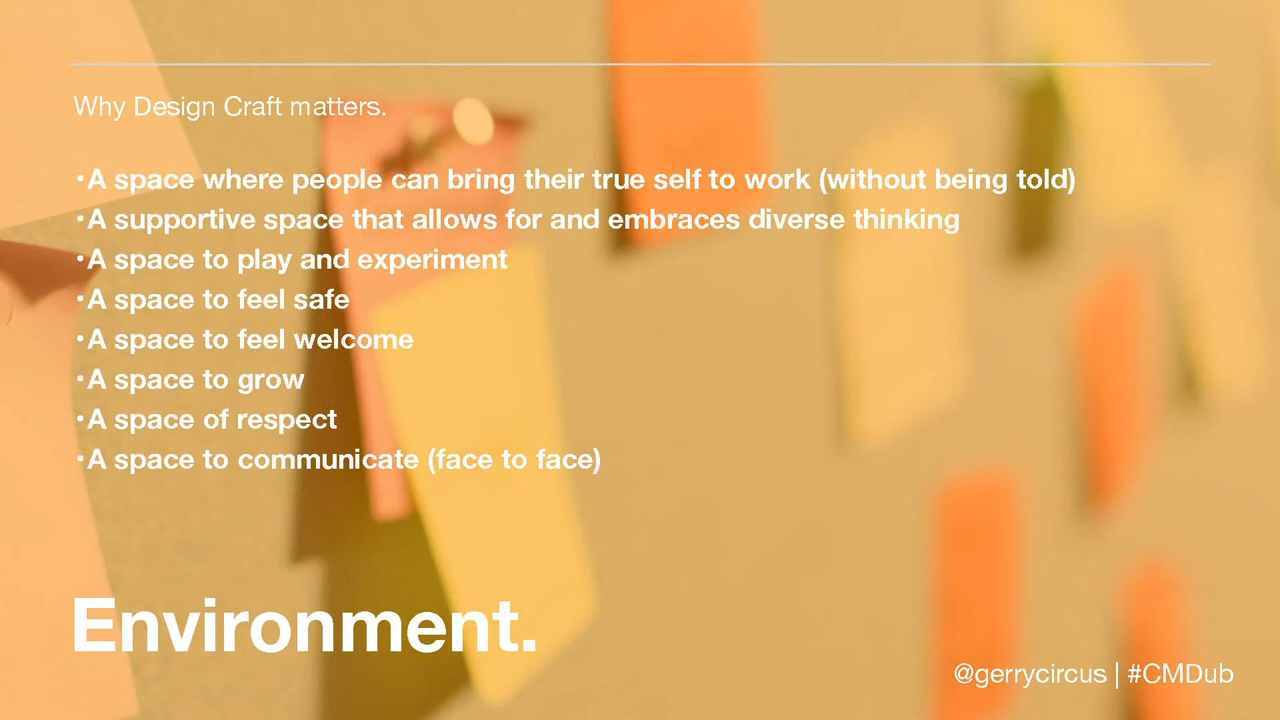 Why Design Craft matters.
•A space where people can bring their true self to work (without being told)
•A supportive space that allows for and embraces diverse thinking
•A space to play and experiment
•A space to feel safe
•A space to feel welcome
•A space to grow
•A space of respect
•A space to communicate (face to face)
Environment.
@gerrycircus | #CMDub